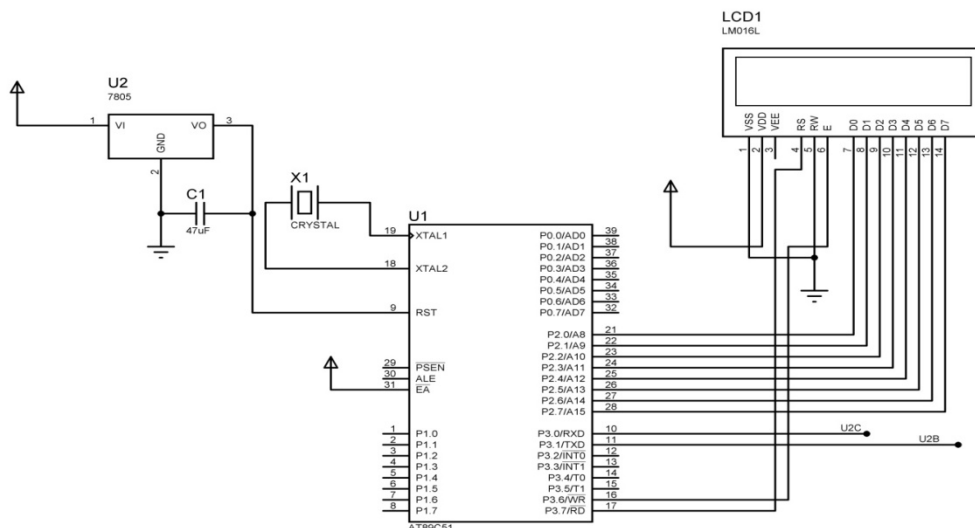 LCD1
LM016L
VSS
VDD
VEE
RS
RW
E
D0
D1
D2
D3
D4
D5
D6
D7
1
2
3
4
5
6
7
8
9
10
11
12
13
14
U2
7805
1 VI VO 3
GND
2
C1
47uF
X1
CRYSTAL
U1
19 XTAL1 P0.0/AD0 39
P0.1/AD1 38
P0.2/AD2 37
18 XTAL2 P0.3/AD3 36
P0.4/AD4 35
P0.5/AD5 34
P0.6/AD6 33
9 RST P0.7/AD7 32
P2.0/A8 21
P2.1/A9 22
P2.2/A10 23
29 PSEN P2.3/A11 24
30 ALE P2.4/A12 25
31 EA P2.5/A13 26
P2.6/A14 27
P2.7/A15 28
1 P1.0 P3.0/RXD 10 U2C
2 P1.1 P3.1/TXD 11 U2B
3 P1.2 P3.2/INT0 12
4 P1.3 P3.3/INT1 13
5 P1.4 P3.4/T0 14
6 P1.5 P3.5/T1 15
7 P1.6 P3.6/WR 16
8 P1.7 P3.7/RD 17
AT89C51